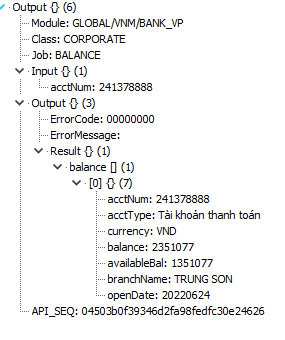 Output {} (6)
Module: GLOBAL/VNM/BANK_VP
Class: CORPORATE
Job: BALANCE
Input {} (1)
acctNum: 241378888
Output {} (3)
ErrorCode: 00000000
ErrorMessage:
Result {} (1)
balance [] (1)
[0] {} (7)
acctNum: 241378888
acctType: Tài khoản thanh toán
currency: VND
balance: 2351077
availableBal: 1351077
branchName: TRUNG SON
openDate: 20220624
API_SEQ: 04503b0f39346d2fa98fedfc30e24626